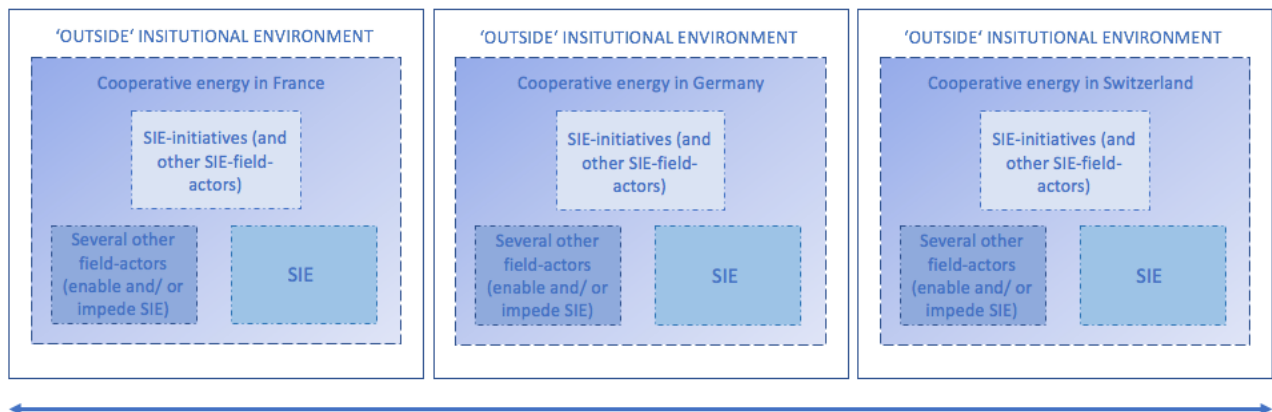 ‘OUTSIDE‘ INSITUTIONAL ENVIRONMENT
Cooperative energy in France
SIE-initiatives (and
other SIE-field-
actors)
Several other
field-actors
(enable and/ or
impede SIE)
SIE
‘OUTSIDE‘ INSITUTIONAL ENVIRONMENT
Cooperative energy in Germany
SIE-initiatives (and
other SIE-field-
actors)
Several other
field-actors
(enable and/ or
impede SIE)
SIE
‘OUTSIDE‘ INSITUTIONAL ENVIRONMENT
Cooperative energy in Switzerland
SIE-initiatives (and
other SIE-field-
actors)
Several other
field-actors
(enable and/ or
impede SIE)
SIE